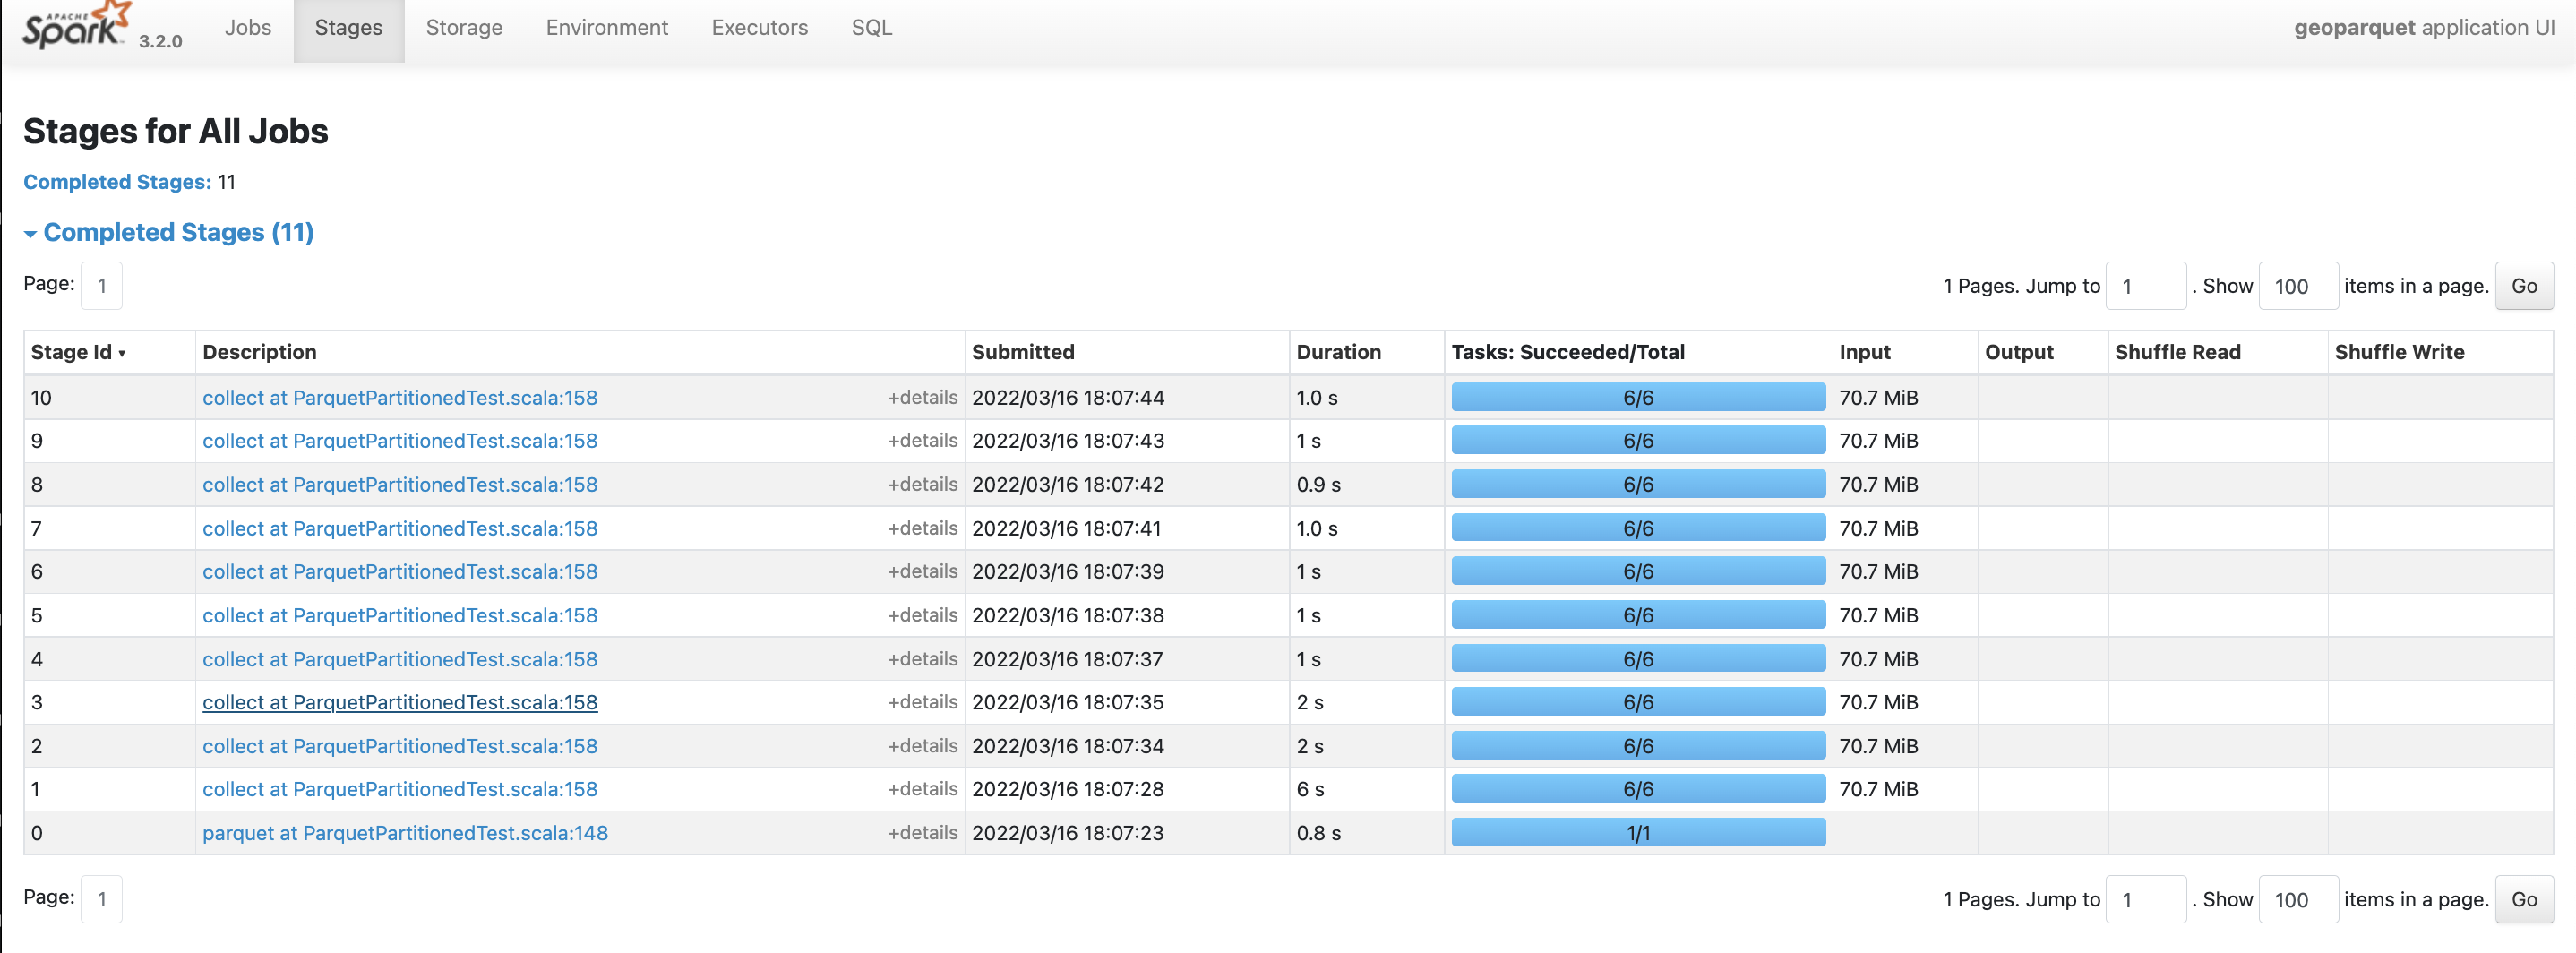 APACHE Spark™ 3.2.0 Jobs Stages Storage Environment Executors SQL geoparquet application UI
Stages for All Jobs
Completed Stages: 11
▾ Completed Stages (11)
Page: 1 1 Pages. Jump to 1 . Show 100 items in a page. Go
Stage Id ▾ Description Submitted Duration Tasks: Succeeded/Total Input Output Shuffle Read Shuffle Write
10 collect at ParquetPartitionedTest.scala:158 +details 2022/03/16 18:07:44 1.0 s 6/6 70.7 MiB
9 collect at ParquetPartitionedTest.scala:158 +details 2022/03/16 18:07:43 1 s 6/6 70.7 MiB
8 collect at ParquetPartitionedTest.scala:158 +details 2022/03/16 18:07:42 0.9 s 6/6 70.7 MiB
7 collect at ParquetPartitionedTest.scala:158 +details 2022/03/16 18:07:41 1.0 s 6/6 70.7 MiB
6 collect at ParquetPartitionedTest.scala:158 +details 2022/03/16 18:07:39 1 s 6/6 70.7 MiB
5 collect at ParquetPartitionedTest.scala:158 +details 2022/03/16 18:07:38 1 s 6/6 70.7 MiB
4 collect at ParquetPartitionedTest.scala:158 +details 2022/03/16 18:07:37 1 s 6/6 70.7 MiB
3 collect at ParquetPartitionedTest.scala:158 +details 2022/03/16 18:07:35 2 s 6/6 70.7 MiB
2 collect at ParquetPartitionedTest.scala:158 +details 2022/03/16 18:07:34 2 s 6/6 70.7 MiB
1 collect at ParquetPartitionedTest.scala:158 +details 2022/03/16 18:07:28 6 s 6/6 70.7 MiB
0 parquet at ParquetPartitionedTest.scala:148 +details 2022/03/16 18:07:23 0.8 s 1/1
Page: 1 1 Pages. Jump to 1 . Show 100 items in a page. Go